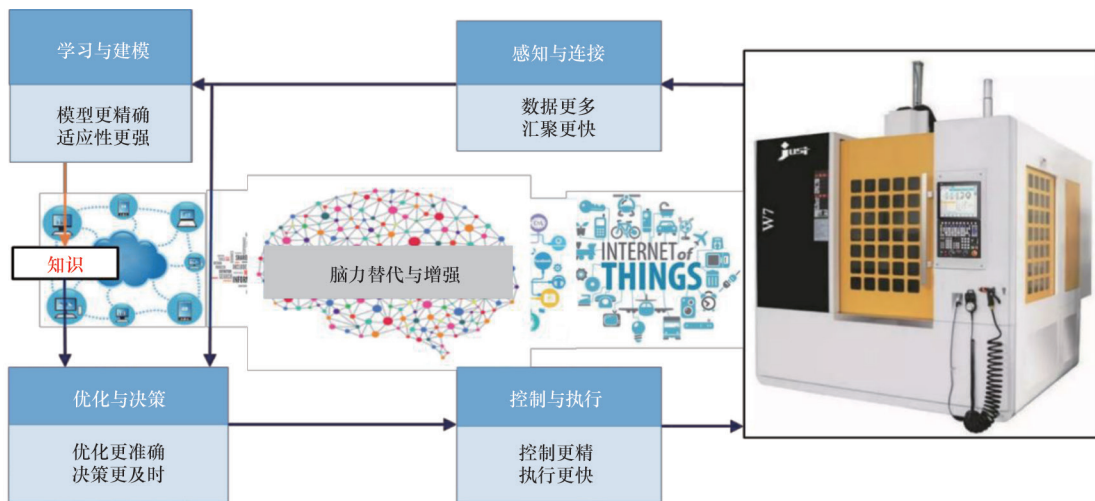 学习与建模
模型更精确
适应性更强
感知与连接
数据更多
汇聚更快
知识
脑力替代与增强
INTERNET of
THINGS
W7
优化与决策
优化更准确
决策更及时
控制与执行
控制更精
执行更快